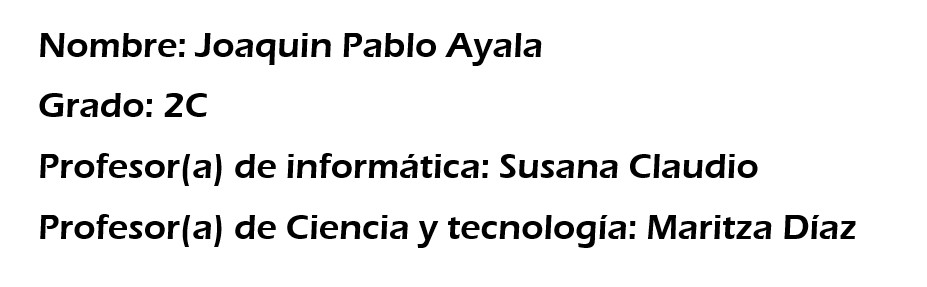 Nombre: Joaquin Pablo Ayala
Grado: 2C
Profesor(a) de informática: Susana Claudio
Profesor(a) de Ciencia y tecnología: Maritza Díaz